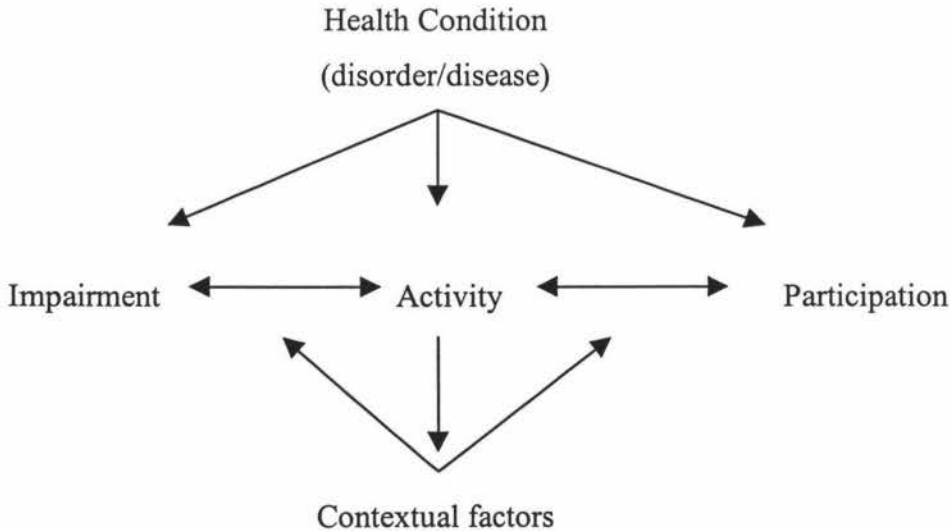 Health Condition
(disorder/disease)
Impairment
Activity
Participation
Contextual factors